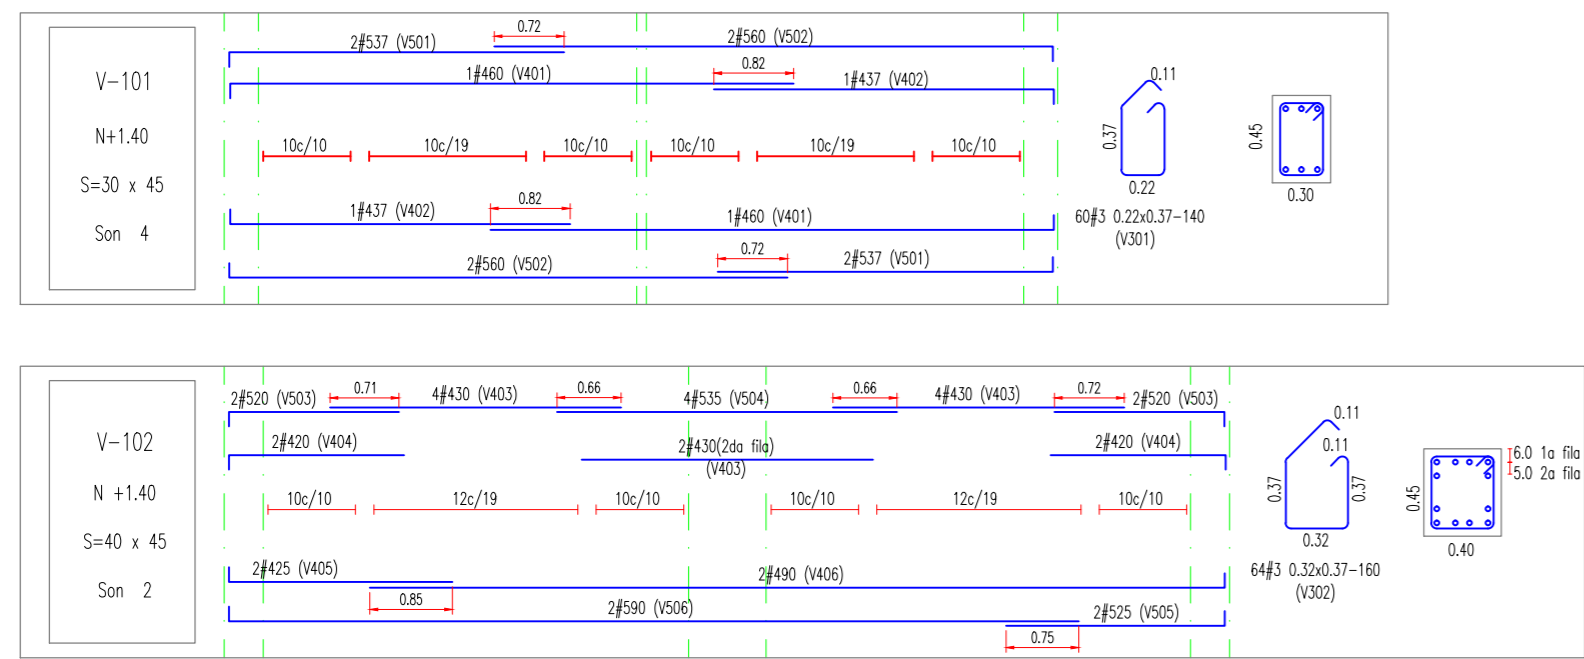 V-101
N+1.40
S=30 x 45
Son 4
0.72
2#537 (V501)
2#560 (V502)
0.82
1#460 (V401)
1#437 (V402)
10c/10
10c/19
10c/10
10c/10
10c/19
10c/10
0.82
1#437 (V402)
1#460 (V401)
0.72
2#560 (V502)
2#537 (V501)
0.11
0.37
0.22
60#3 0.22x0.37-140
(V301)
0.45
0.30
V-102
N +1.40
S=40 x 45
Son 2
2#520 (V503)
0.71
4#430 (V403)
0.66
4#535 (V504)
0.66
4#430 (V403)
0.72
2#520 (V503)
2#420 (V404)
2#430(2da fila)
(V403)
2#420 (V404)
10c/10
12c/19
10c/10
10c/10
12c/19
10c/10
2#425 (V405)
2#490 (V406)
0.85
2#590 (V506)
2#525 (V505)
0.75
0.11
0.11
0.37
0.37
0.32
64#3 0.32x0.37-160
(V302)
6.0 1a fila
5.0 2a fila
0.45
0.40